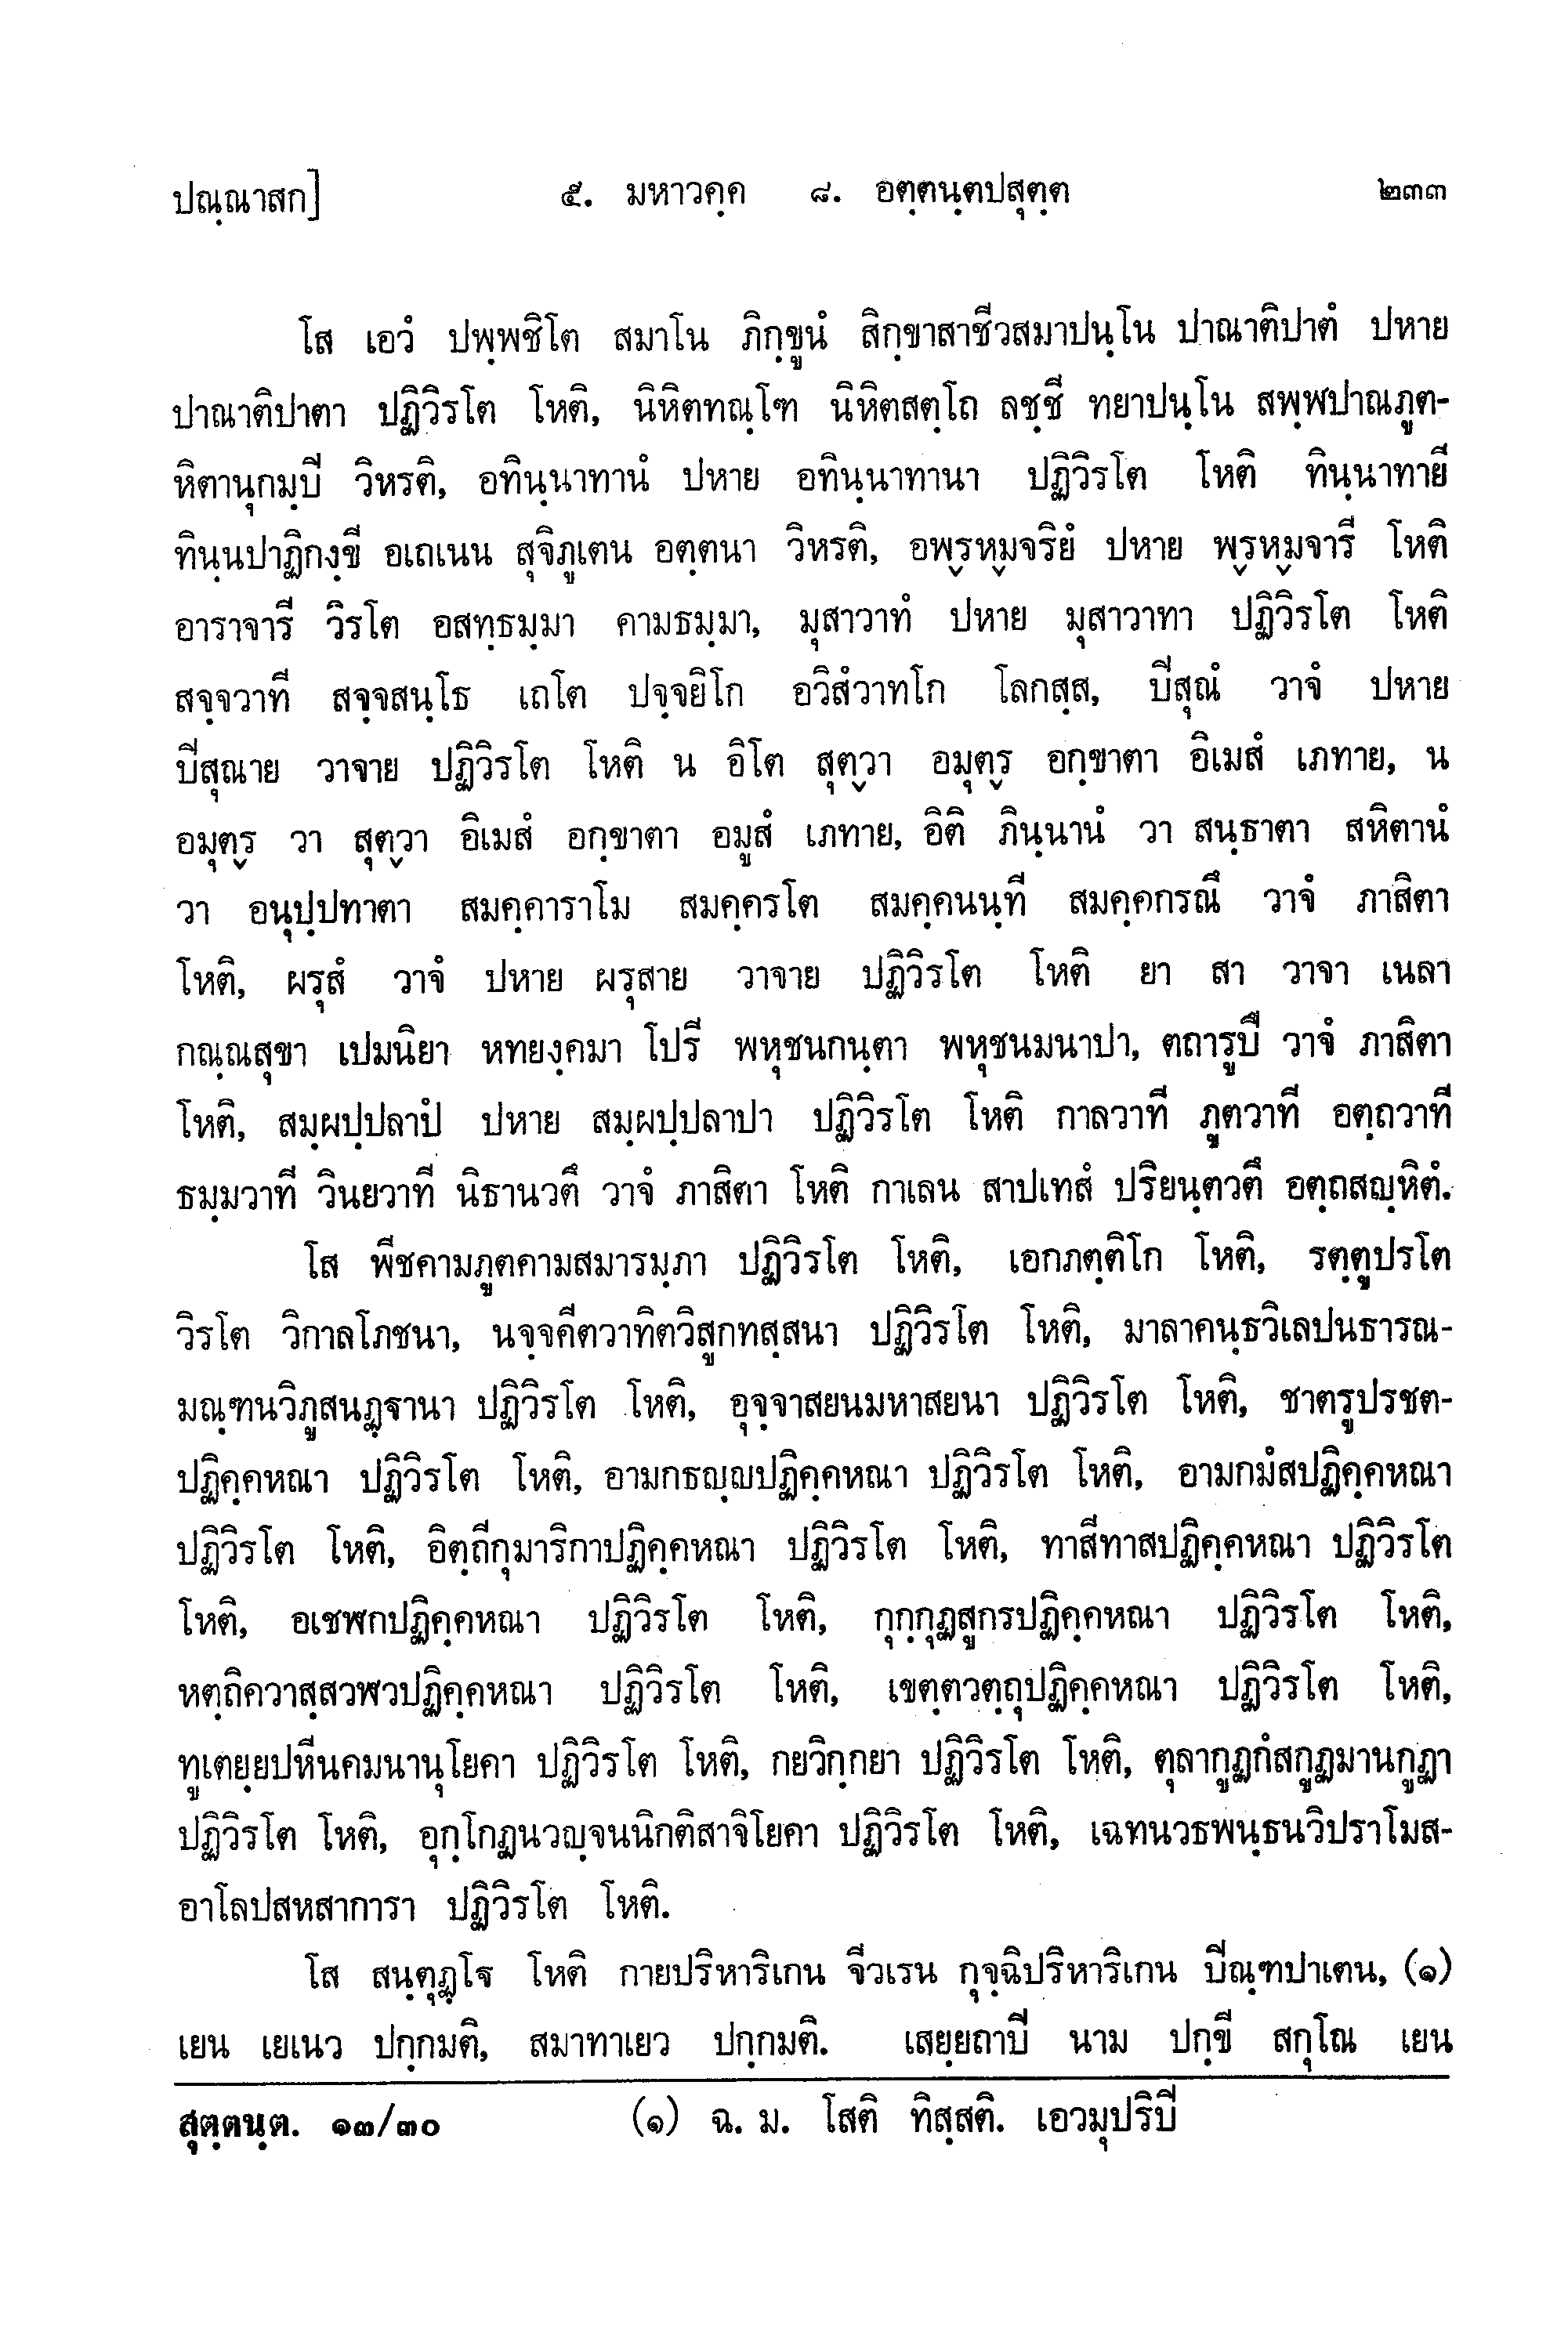 ปณฺณาสก] ๕. มหาวคฺค ๘. อตฺตนฺตปสุตฺต ๒๓๓
โส เอวํ ปพฺพชิโต สมาโน ภิกฺขูนํ สิกฺขาสาชีวสมาปนฺโน ปาณาติปาตํ ปหาย
ปาณาติปาตา ปฏิวิรโต โหติ, นิหิตทณฺโฑ นิหิตสตฺโถ ลชฺชี ทยาปนฺโน สพฺพปาณภูต-
หิตานุกมฺปี วิหรติ, อทินฺนาทานํ ปหาย อทินฺนาทานา ปฏิวิรโต โหติ ทินฺนาทายี
ทินฺนปาฏิกงฺขี อเถเนน สุจิภูเตน อตฺตนา วิหรติ, อพฺรหฺมจริยํ ปหาย พฺรหฺมจารี โหติ
อาราจารี วิรโต อสทฺธมฺมา คามธมฺมา, มุสาวาทํ ปหาย มุสาวาทา ปฏิวิรโต โหติ
สจฺจวาที สจฺจสนฺโธ เถโต ปจฺจยิโก อวิสํวาทโก โลกสฺส, ปิสุณํ วาจํ ปหาย
ปิสุณาย วาจาย ปฏิวิรโต โหติ น อิโต สุตฺวา อมุตฺร อกฺขาตา อิเมสํ เภทาย, น
อมุตฺร วา สุตฺวา อิเมสํ อกฺขาตา อมูสํ เภทาย, อิติ ภินฺนานํ วา สนฺธาตา สหิตานํ
วา อนุปฺปทาตา สมคฺคาราโม สมคฺครโต สมคฺคนนฺที สมคฺคกรณึ วาจํ ภาสิตา
โหติ, ผรุสํ วาจํ ปหาย ผรุสาย วาจาย ปฏิวิรโต โหติ ยา สา วาจา เนลา
กณฺณสุขา เปมนิยา หทยงฺคมา โปรี พหุชนกนฺตา พหุชนมนาปา, ตถารูปึ วาจํ ภาสิตา
โหติ, สมฺผปฺปลาปํ ปหาย สมฺผปฺปลาปา ปฏิวิรโต โหติ กาลวาที ภูตวาที อตฺถวาที
ธมฺมวาที วินยวาที นิธานวตึ วาจํ ภาสิตา โหติ กาเลน สาปเทสํ ปริยนฺตวตึ อตฺถสญฺหิตํ.
โส พีชคามภูตคามสมารมฺภา ปฏิวิรโต โหติ, เอกภตฺติโก โหติ, รตฺตูปรโต
วิรโต วิกาลโภชนา, นจฺจคีตวาทิตวิสูกทสฺสนา ปฏิวิรโต โหติ, มาลาคนฺธวิเลปนธารณ-
มณฺฑนวิภูสนฏฺฐานา ปฏิวิรโต โหติ, อุจฺจาสยนมหาสยนา ปฏิวิรโต โหติ, ชาตรูปรชต-
ปฏิคฺคหณา ปฏิวิรโต โหติ, อามกธญฺญปฏิคฺคหณา ปฏิวิรโต โหติ, อามกมํสปฏิคฺคหณา
ปฏิวิรโต โหติ, อิตฺถีกุมาริกาปฏิคฺคหณา ปฏิวิรโต โหติ, ทาสีทาสปฏิคฺคหณา ปฏิวิรโต
โหติ, อเชฬกปฏิคฺคหณา ปฏิวิรโต โหติ, กุกฺกุฏสูกรปฏิคฺคหณา ปฏิวิรโต โหติ,
หตฺถิควาสฺสวฬวปฏิคฺคหณา ปฏิวิรโต โหติ, เขตฺตวตฺถุปฏิคฺคหณา ปฏิวิรโต โหติ,
ทูเตยฺยปหีนคมนานุโยคา ปฏิวิรโต โหติ, กยวิกฺกยา ปฏิวิรโต โหติ, ตุลากูฏกํสกูฏมานกูฏา
ปฏิวิรโต โหติ, อุกฺโกฏนวญฺจนนิกติสาจิโยคา ปฏิวิรโต โหติ, เฉทนวธพนฺธนวิปราโมส-
อาโลปสหสาการา ปฏิวิรโต โหติ.
โส สนฺตุฏฺโฐ โหติ กายปริหาริเกน จีวเรน กุจฺฉิปริหาริเกน ปิณฺฑปาเตน, (๑)
เยน เยเนว ปกฺกมติ, สมาทาเยว ปกฺกมติ. เสยฺยถาปิ นาม ปกฺขี สกุโณ เยน
สุตฺตนฺต. ๑๓/๓๐ (๑) ฉ. ม. โสติ ทิสฺสติ. เอวมุปริปิ